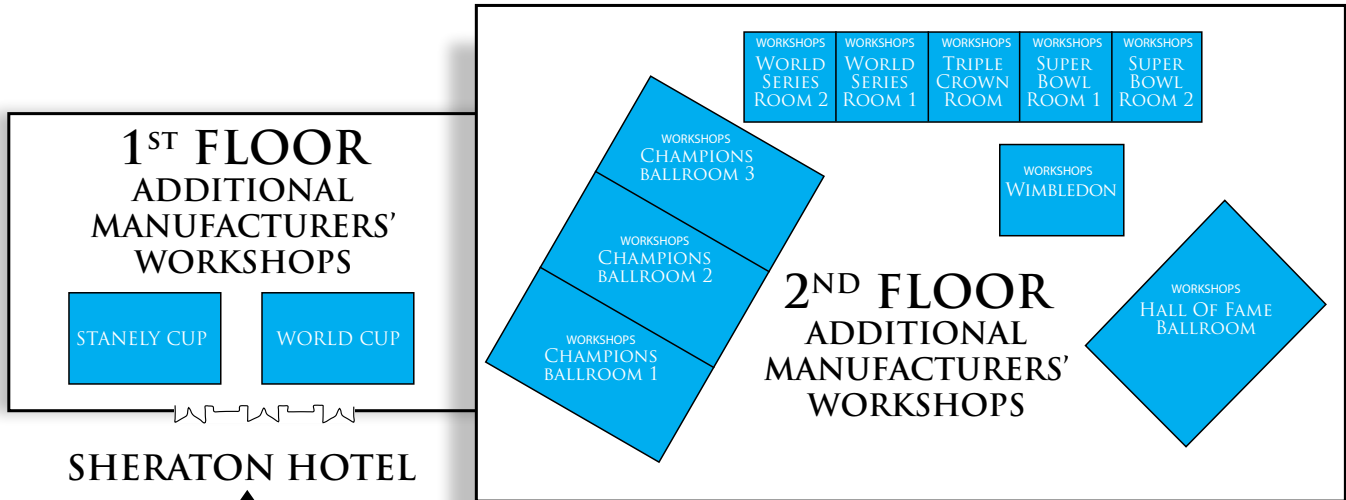 1ST FLOOR
ADDITIONAL
MANUFACTURERS’
WORKSHOPS
STANELY CUP
WORLD CUP
SHERATON HOTEL
WORKSHOPS
WORLD
SERIES
ROOM 2
WORKSHOPS
WORLD
SERIES
ROOM 1
WORKSHOPS
TRIPLE
CROWN
ROOM
WORKSHOPS
SUPER
BOWL
ROOM 1
WORKSHOPS
SUPER
BOWL
ROOM 2
WORKSHOPS
CHAMPIONS
BALLROOM 3
WORKSHOPS
CHAMPIONS
BALLROOM 2
WORKSHOPS
CHAMPIONS
BALLROOM 1
WORKSHOPS
WIMBLEDON
2ND FLOOR
ADDITIONAL
MANUFACTURERS’
WORKSHOPS
WORKSHOPS
HALL OF FAME
BALLROOM